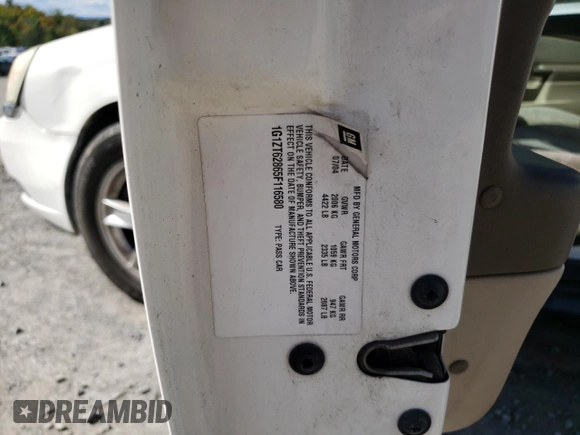 GM
MFD BY GENERAL MOTORS CORP
DATE GVWR GAWR FRT GAWR RR
07/04 2006 KG 1059 KG 947 KG
4422 LB 2335 LB 2087 LB
THIS VEHICLE CONFORMS TO ALL APPLICABLE U.S. FEDERAL MOTOR
VEHICLE SAFETY, BUMPER, AND THEFT PREVENTION STANDARDS IN
EFFECT ON THE DATE OF MANUFACTURE SHOWN ABOVE.
1G1ZT62865F116580 TYPE: PASS CAR
DREAMBID